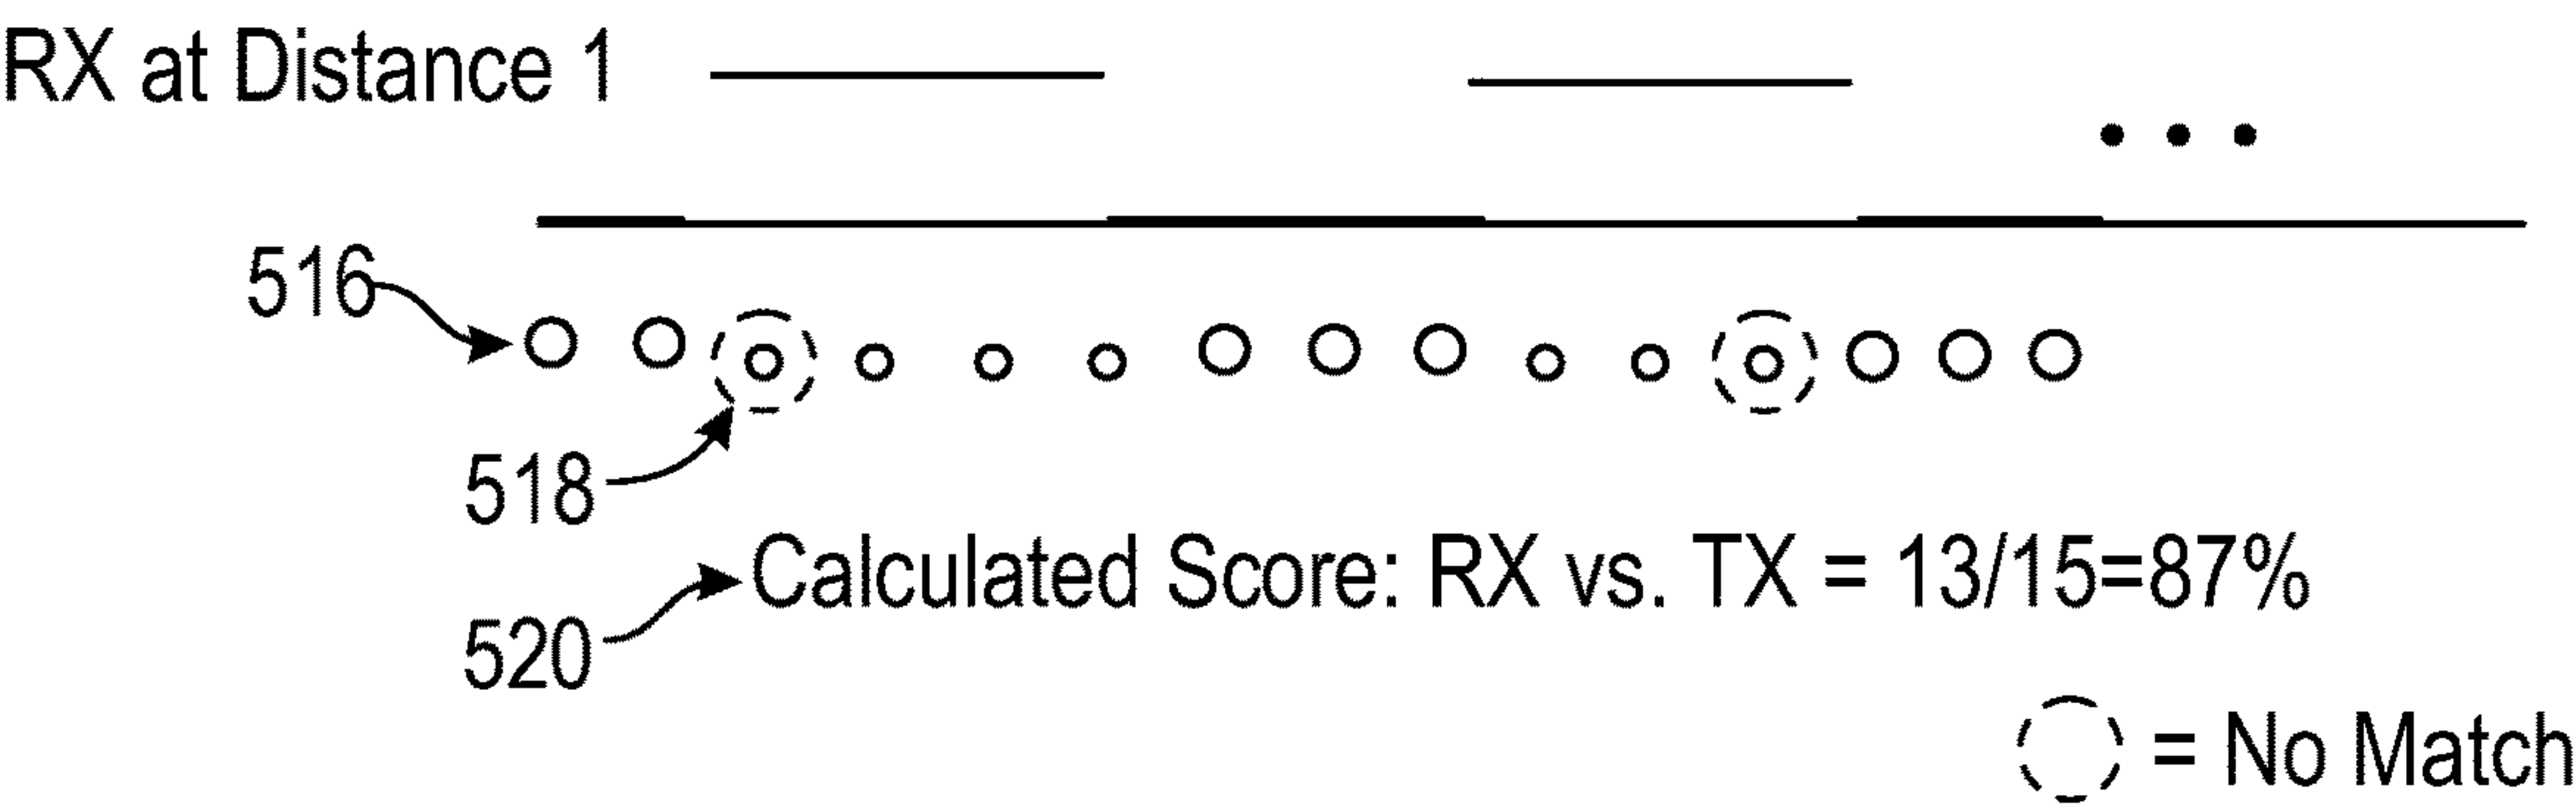 RX at Distance 1
516
518
Calculated Score: RX vs. TX = 13/15=87%
520
= No Match